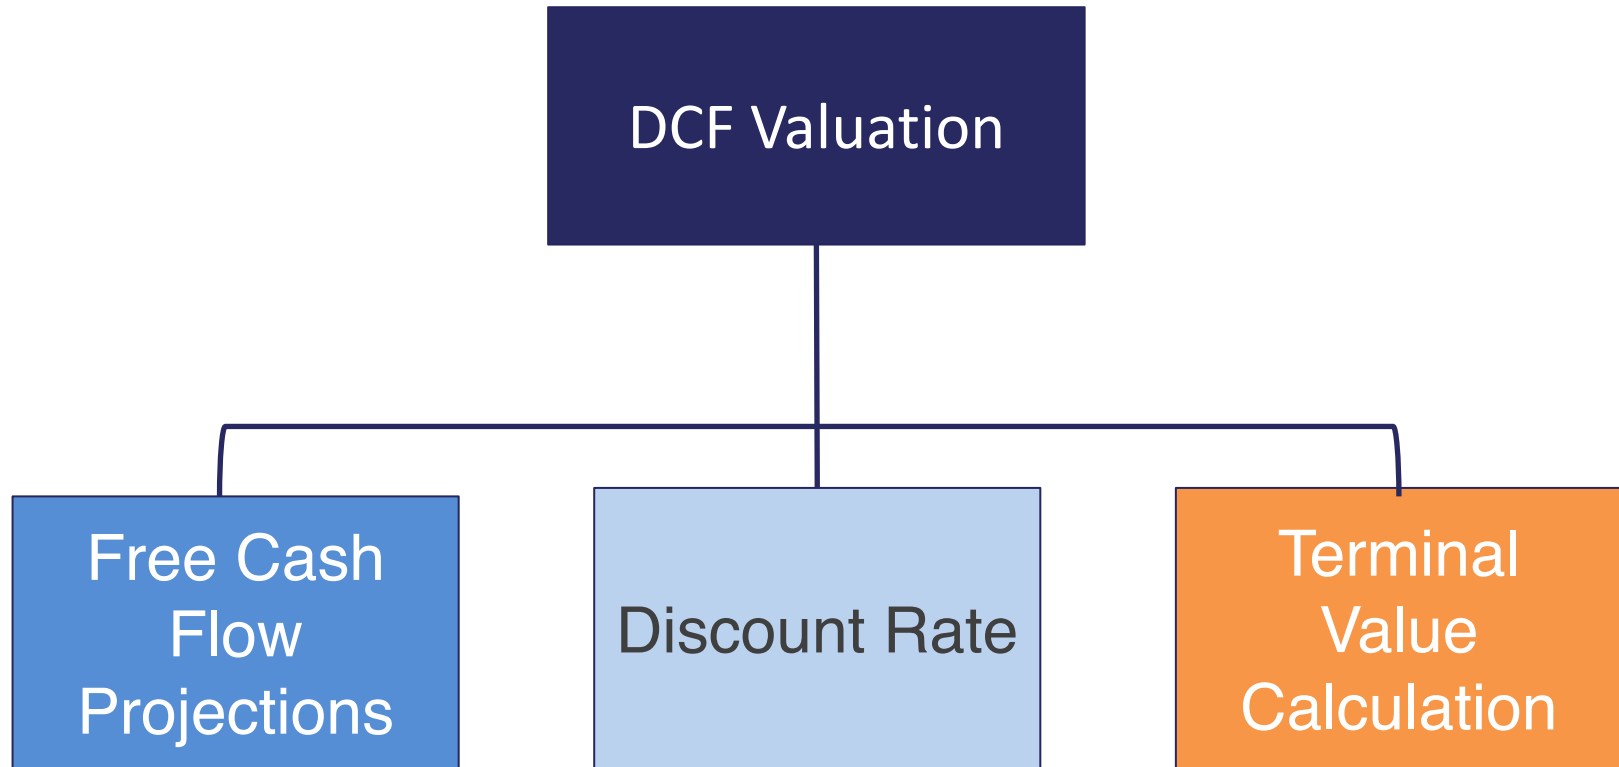 DCF Valuation
Free Cash
Flow
Projections
Discount Rate
Terminal
Value
Calculation